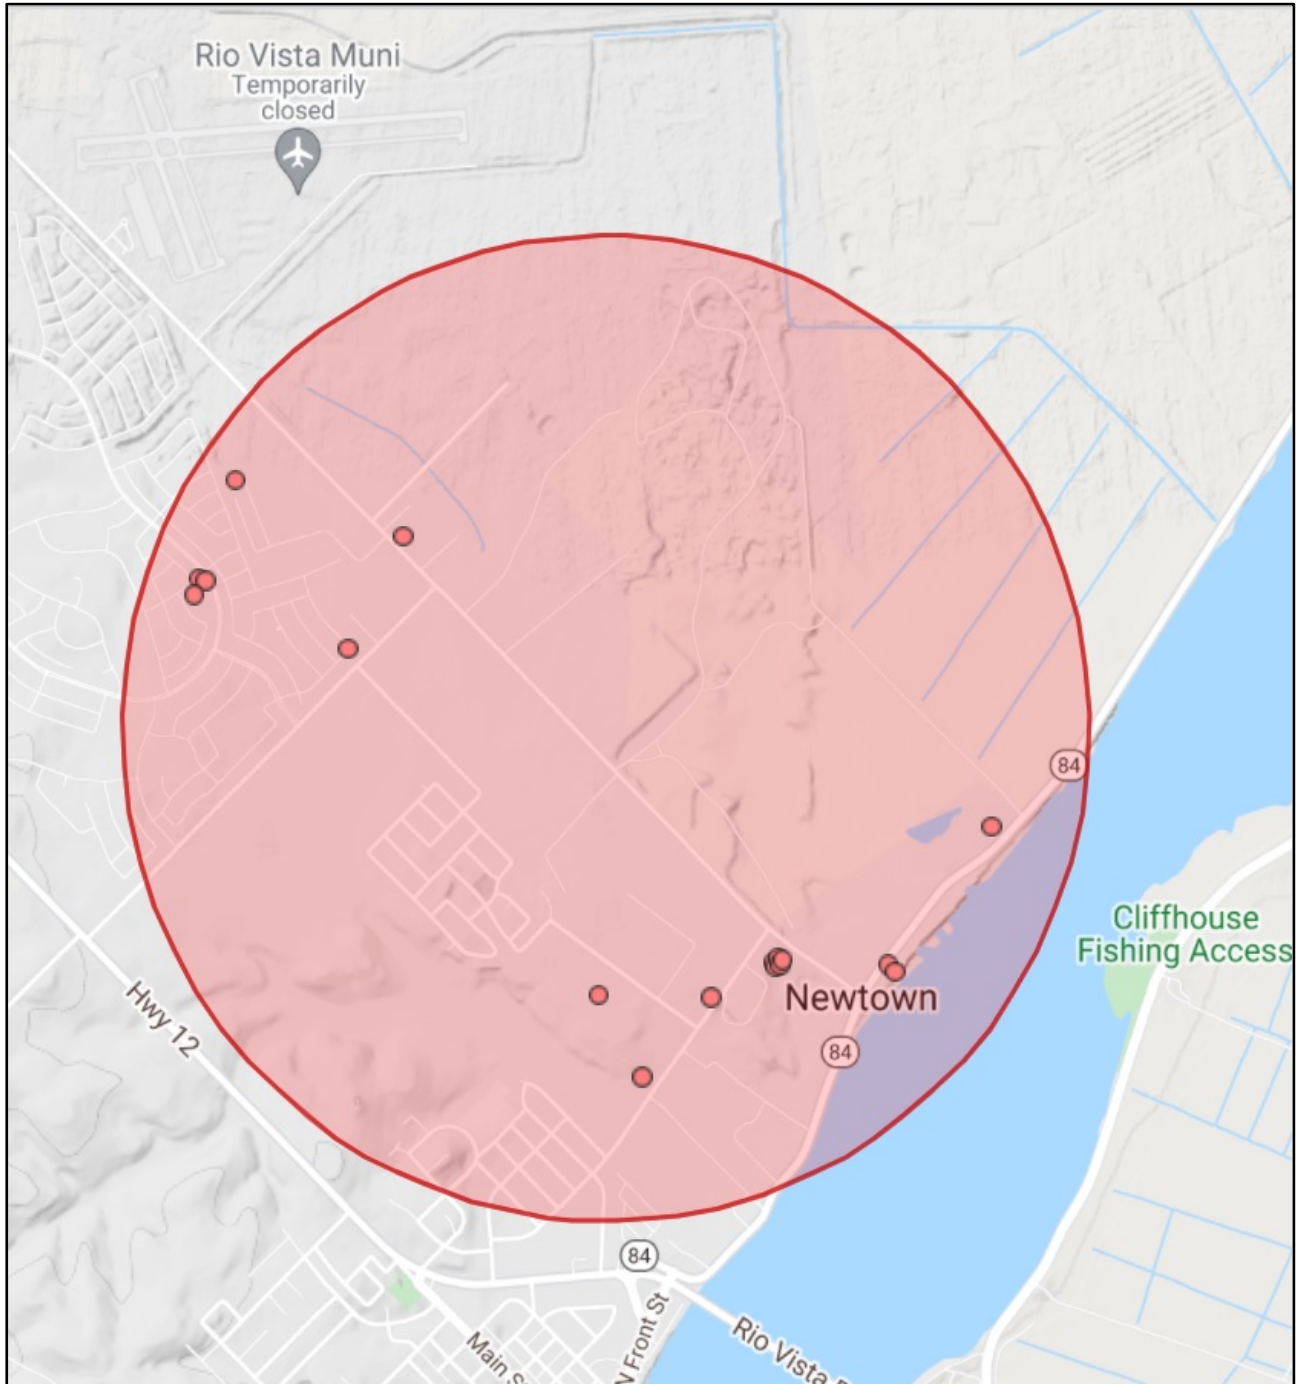 Rio Vista Muni
Temporarily
closed
84
Cliffhouse
Fishing Access
Newtown
Hwy 12
84
84
Main
N Front St
Rio Vista